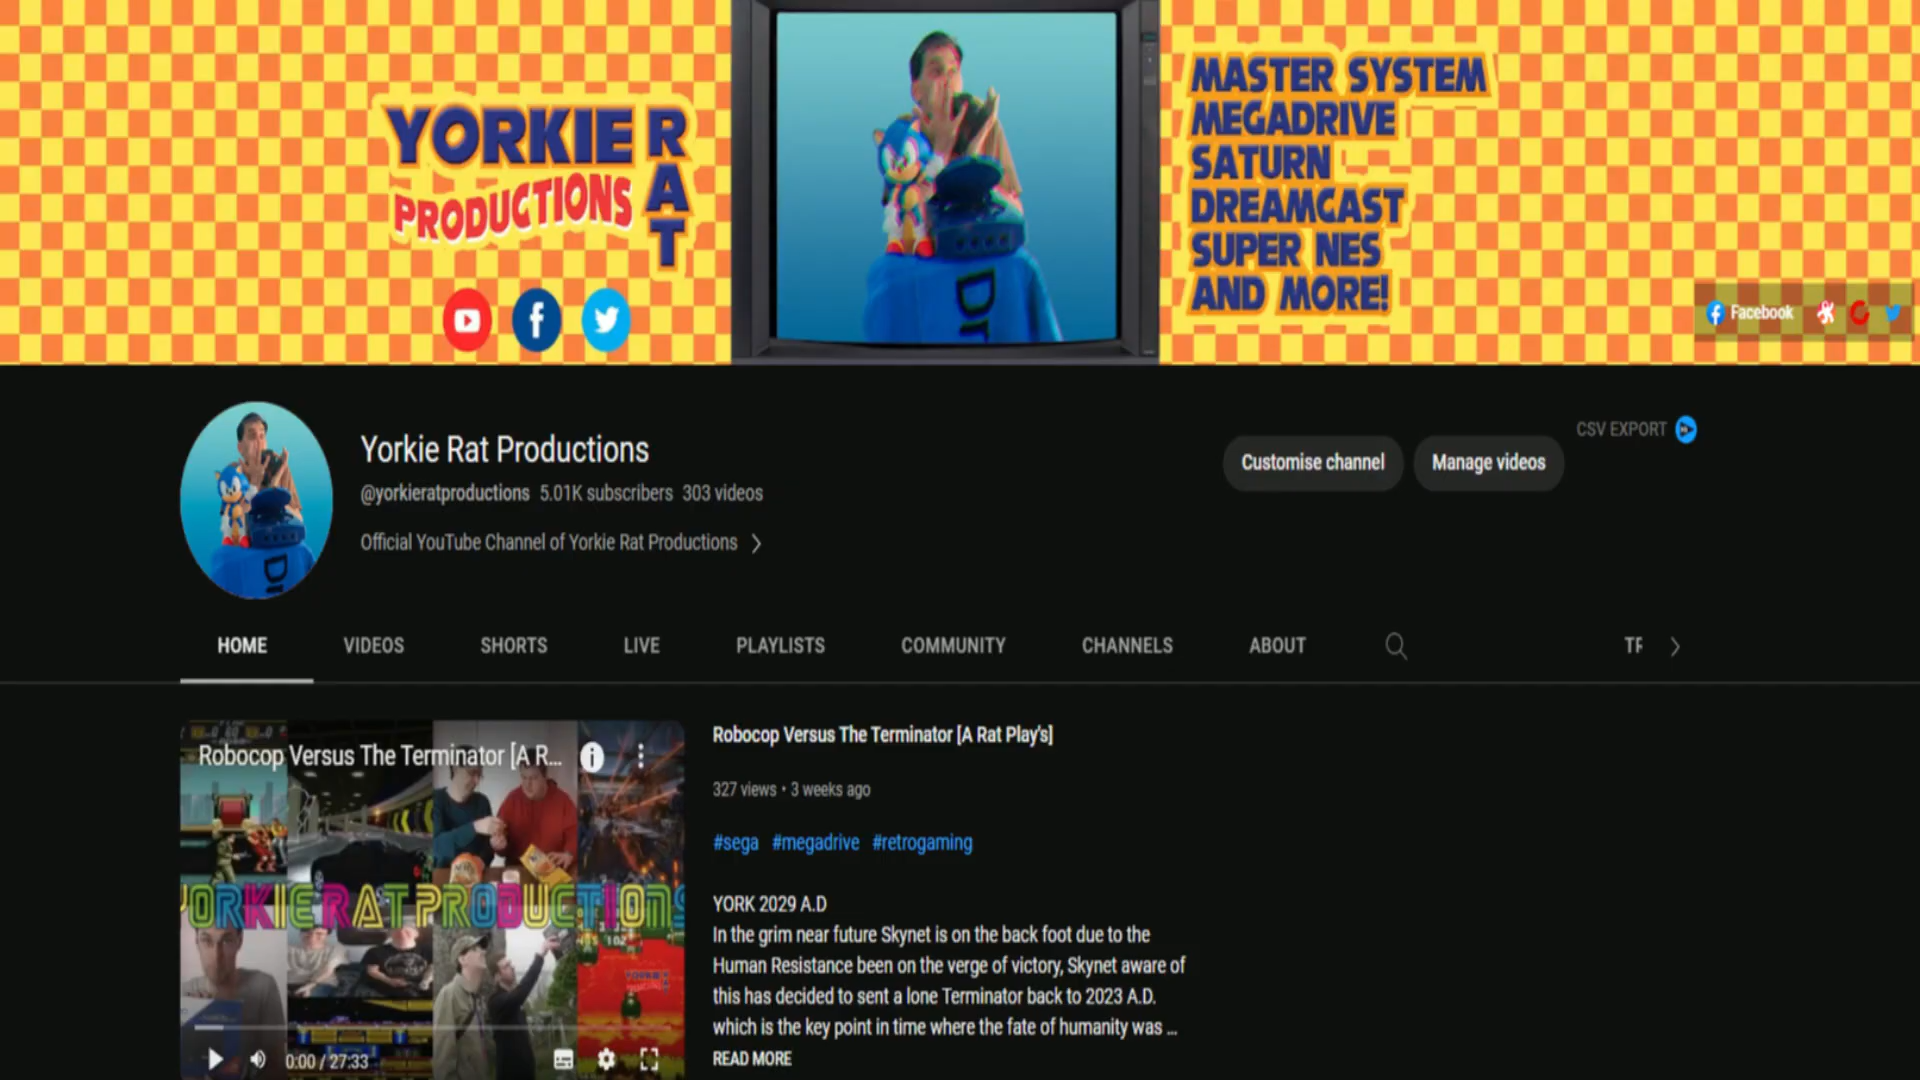 YORKIE RAT
PRODUCTIONS
MASTER SYSTEM
MEGADRIVE
SATURN
DREAMCAST
SUPER NES
AND MORE!
Dr
Facebook
Yorkie Rat Productions
@yorkieratproductions 5.01K subscribers 303 videos
Official YouTube Channel of Yorkie Rat Productions
Customise channel
Manage videos
CSV EXPORT
Dr
HOME VIDEOS SHORTS LIVE PLAYLISTS COMMUNITY CHANNELS ABOUT
Robocop Versus The Terminator [A R...
YORKIE RAT PRODUCTIONS
0:00 / 27:33
Robocop Versus The Terminator [A Rat Play's]
327 views • 3 weeks ago
#sega #megadrive #retrogaming
YORK 2029 A.D
In the grim near future Skynet is on the back foot due to the
Human Resistance been on the verge of victory, Skynet aware of
this has decided to sent a lone Terminator back to 2023 A.D.
which is the key point in time where the fate of humanity was ...
READ MORE